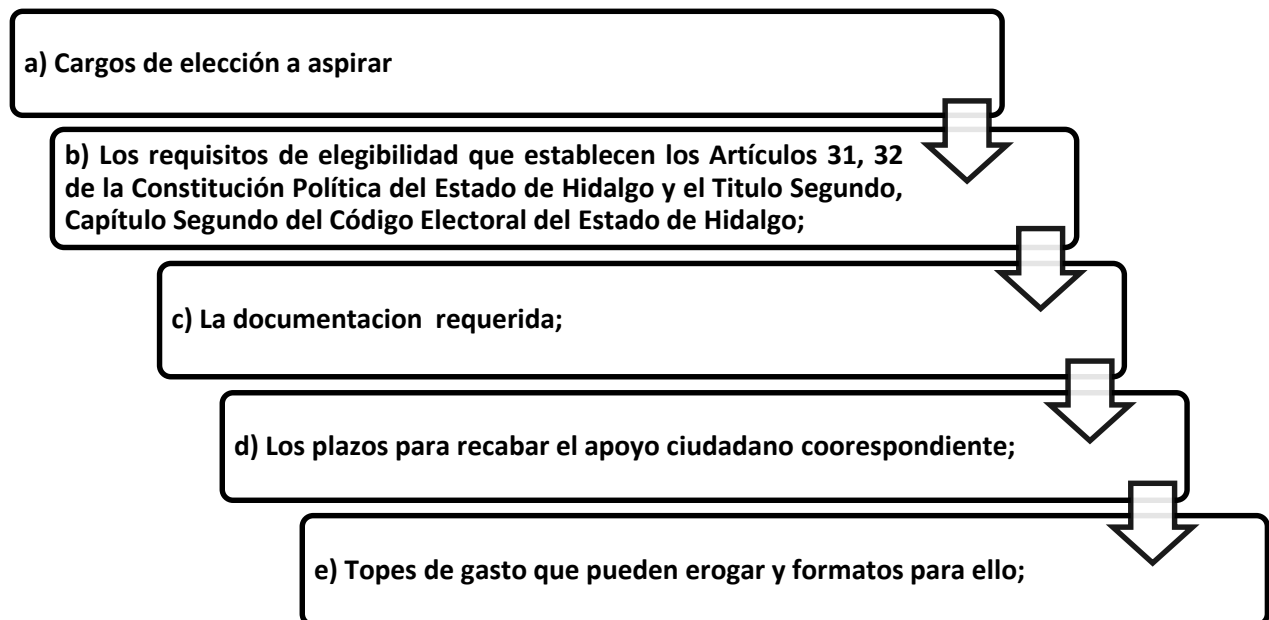 a) Cargos de elección a aspirar
b) Los requisitos de elegibilidad que establecen los Artículos 31, 32
de la Constitución Política del Estado de Hidalgo y el Titulo Segundo,
Capítulo Segundo del Código Electoral del Estado de Hidalgo;
c) La documentacion requerida;
d) Los plazos para recabar el apoyo ciudadano coorespondiente;
e) Topes de gasto que pueden erogar y formatos para ello;